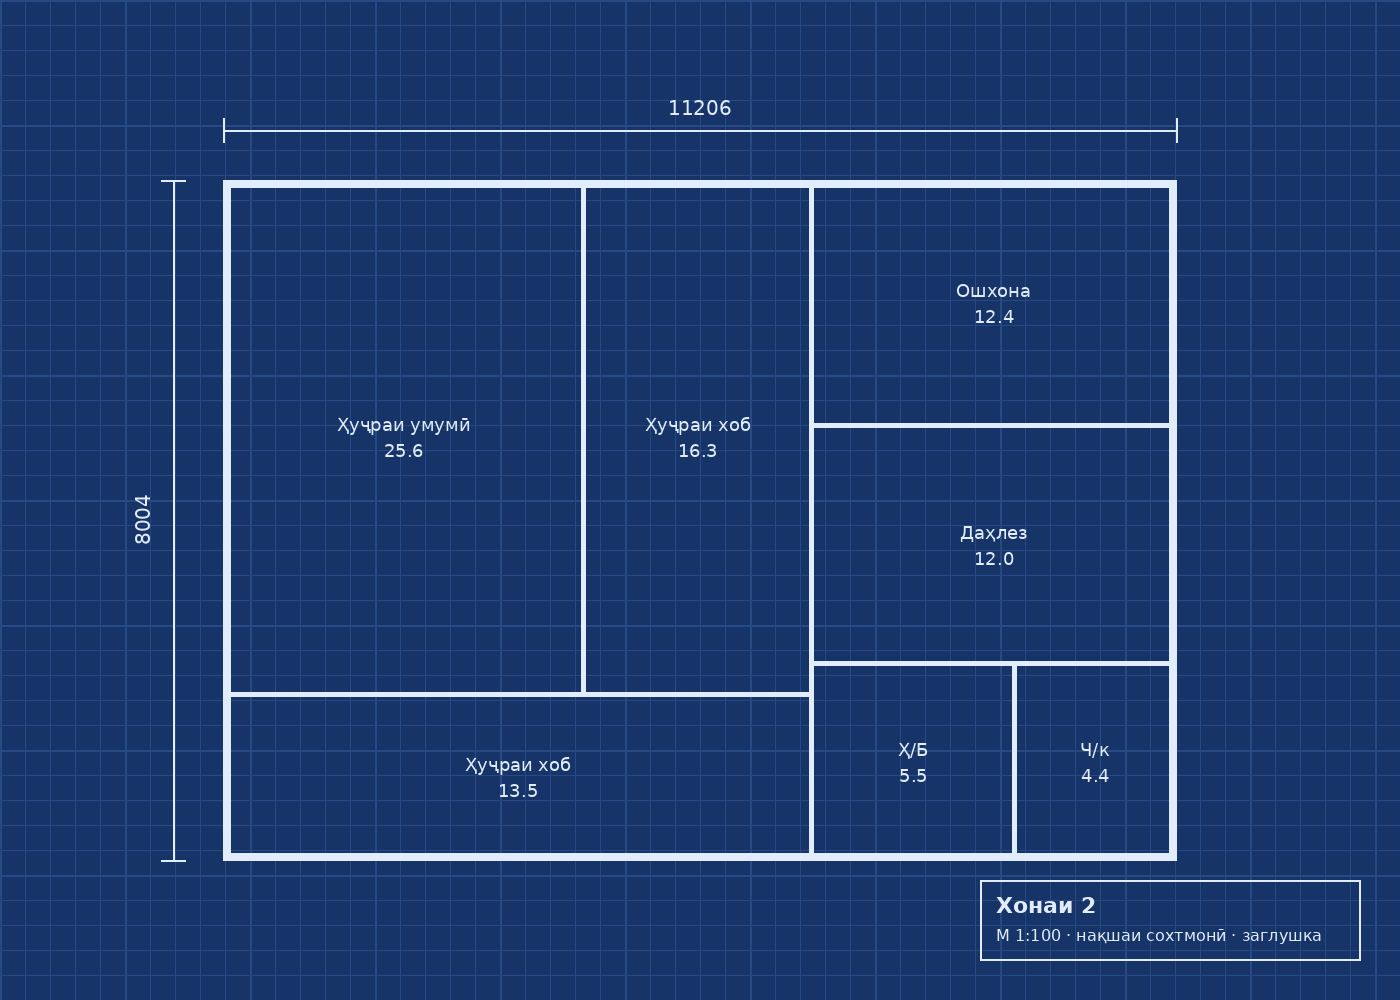 11206
8004
Ҳуҷраи умумӣ
25.6
Ҳуҷраи хоб
16.3
Ошхона
12.4
Даҳлез
12.0
Ҳуҷраи хоб
13.5
Ҳ/Б
5.5
Ч/к
4.4
Хонаи 2
М 1:100 · нақшаи сохтмонӣ · заглушка